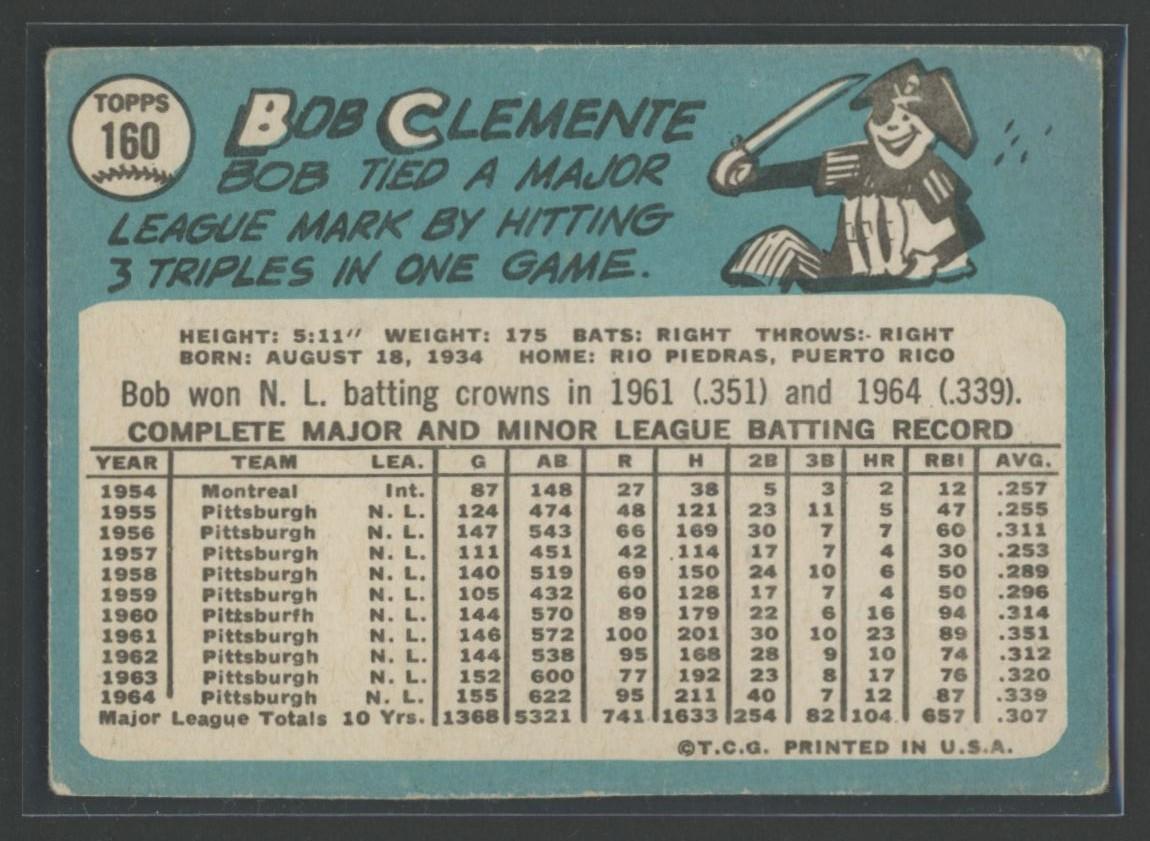 TOPPS
160
BOB CLEMENTE
BOB TIED A MAJOR
LEAGUE MARK BY HITTING
3 TRIPLES IN ONE GAME.
HEIGHT: 5:11" WEIGHT: 175 BATS: RIGHT THROWS:- RIGHT
BORN: AUGUST 18, 1934 HOME: RIO PIEDRAS, PUERTO RICO
Bob won N. L. batting crowns in 1961 (.351) and 1964 (.339).
COMPLETE MAJOR AND MINOR LEAGUE BATTING RECORD
YEAR TEAM LEA. G AB R H 2B 3B HR RBI AVG.
1954 Montreal Int. 87 148 27 38 5 3 2 12 .257
1955 Pittsburgh N. L. 124 474 48 121 23 11 5 47 .255
1956 Pittsburgh N. L. 147 543 66 169 30 7 7 60 .311
1957 Pittsburgh N. L. 111 451 42 114 17 7 4 30 .253
1958 Pittsburgh N. L. 140 519 69 150 24 10 6 50 .289
1959 Pittsburgh N. L. 105 432 60 128 17 7 4 50 .296
1960 Pittsburfh N. L. 144 570 89 179 22 6 16 94 .314
1961 Pittsburgh N. L. 146 572 100 201 30 10 23 89 .351
1962 Pittsburgh N. L. 144 538 95 168 28 9 10 74 .312
1963 Pittsburgh N. L. 152 600 77 192 23 8 17 76 .320
1964 Pittsburgh N. L. 155 622 95 211 40 7 12 87 .339
Major League Totals 10 Yrs. 1368 5321 741 1633 254 82 104 657 .307
©T.C.G. PRINTED IN U.S.A.